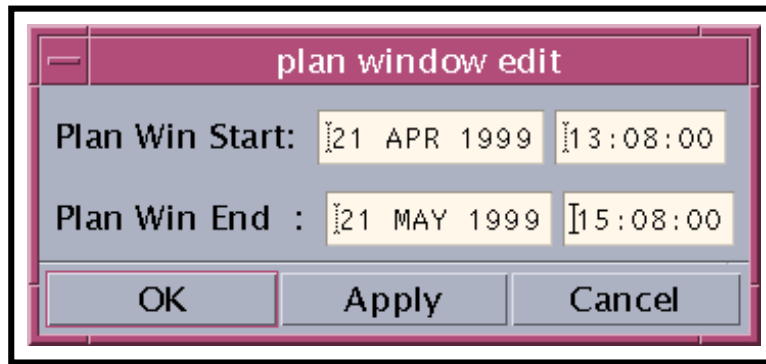 plan window edit
Plan Win Start: 21 APR 1999 13:08:00
Plan Win End : 21 MAY 1999 15:08:00
OK Apply Cancel